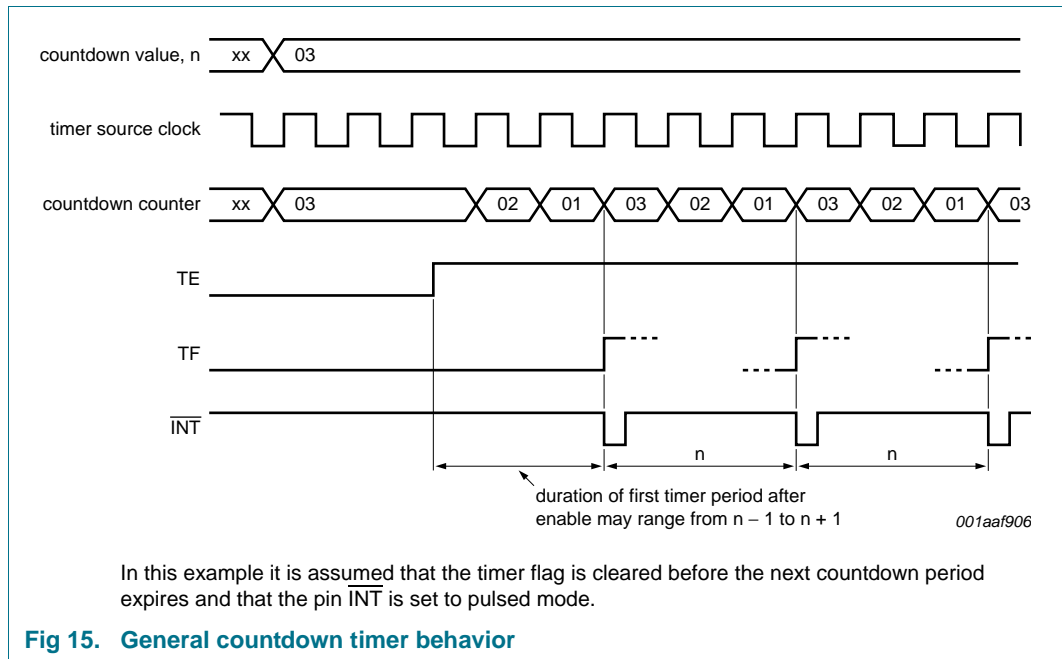 countdown value, n xx 03
timer source clock
countdown counter xx 03 02 01 03 02 01 03 02 01 03
TE
TF
INT
n n
duration of first timer period after
enable may range from n − 1 to n + 1
001aaf906
In this example it is assumed that the timer flag is cleared before the next countdown period
expires and that the pin INT is set to pulsed mode.
Fig 15. General countdown timer behavior